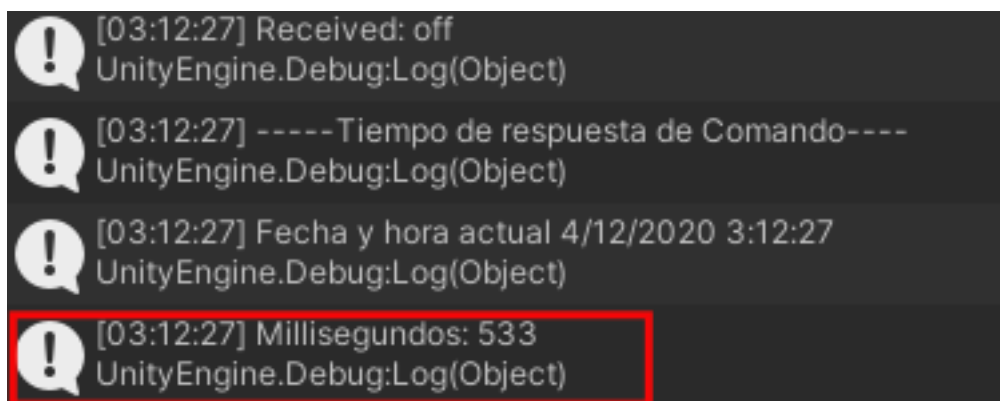 [03:12:27] Received: off
UnityEngine.Debug:Log(Object)
[03:12:27] -----Tiempo de respuesta de Comando----
UnityEngine.Debug:Log(Object)
[03:12:27] Fecha y hora actual 4/12/2020 3:12:27
UnityEngine.Debug:Log(Object)
[03:12:27] Millisegundos: 533
UnityEngine.Debug:Log(Object)